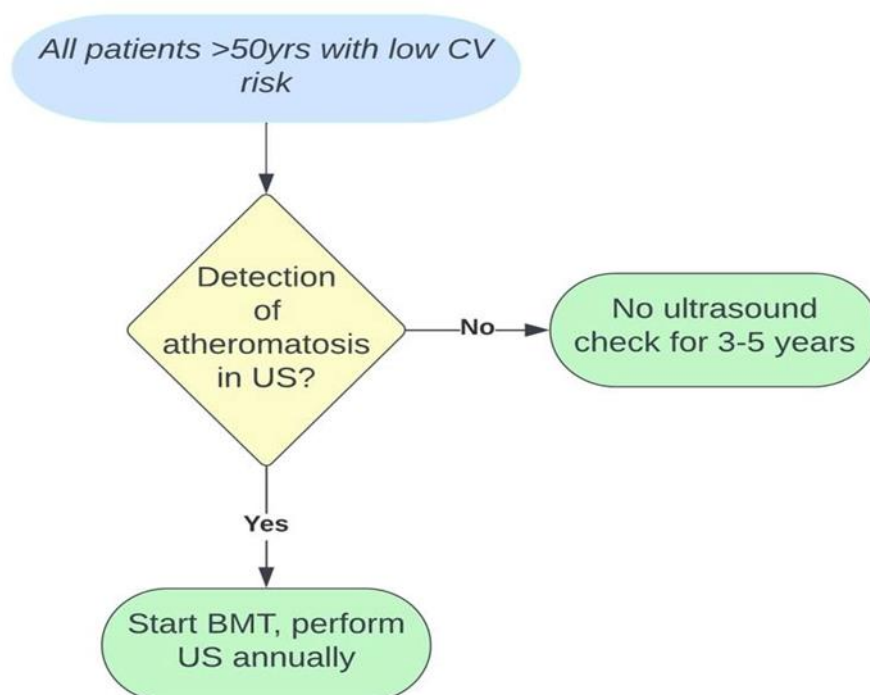 All patients >50yrs with low CV
risk
Detection
of
atheromatosis
in US?
No
No ultrasound
check for 3-5 years
Yes
Start BMT, perform
US annually